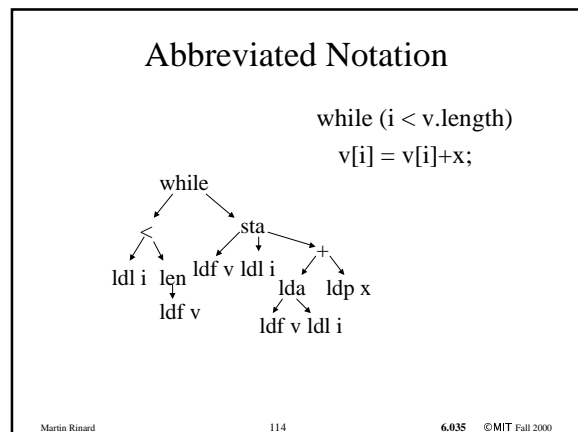 Abbreviated Notation
while (i < v.length)
v[i] = v[i]+x;
while
< sta
ldl i len ldf v ldl i +
ldf v lda ldp x
ldf v ldl i
Martin Rinard 114 6.035 ©MIT Fall 2000